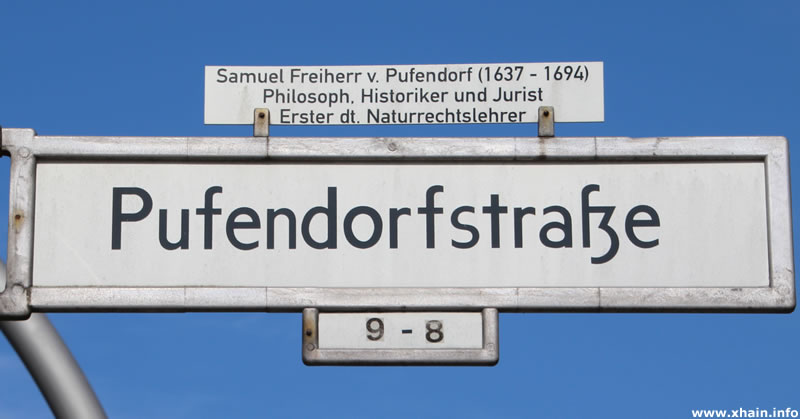 Samuel Freiherr v. Pufendorf (1637 - 1694)
Philosoph, Historiker und Jurist
Erster dt. Naturrechtslehrer
Pufendorfstraße
9 - 8
www.xhain.info